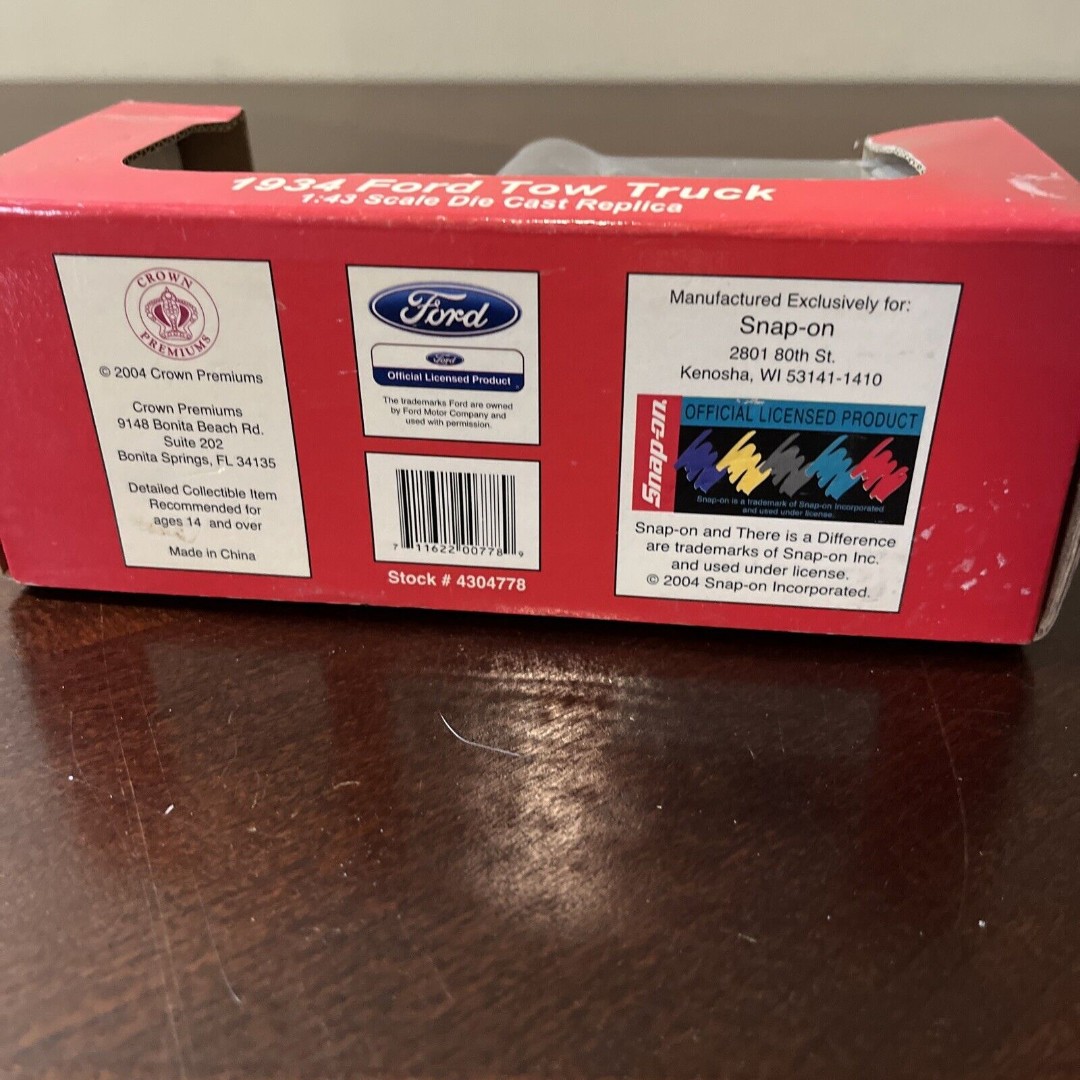 1934 Ford Tow Truck
1:43 Scale Die Cast Replica
CROWN
PREMIUMS
© 2004 Crown Premiums
Crown Premiums
9148 Bonita Beach Rd.
Suite 202
Bonita Springs, FL 34135
Detailed Collectible Item
Recommended for
ages 14 and over
Made in China
Ford
Ford
Official Licensed Product
The trademarks Ford are owned
by Ford Motor Company and
used with permission.
7 11622 00778 9
Stock # 4304778
Manufactured Exclusively for:
Snap-on
2801 80th St.
Kenosha, WI 53141-1410
Snap-on
OFFICIAL LICENSED PRODUCT
Snap-on is a trademark of Snap-on Incorporated
and used under license.
Snap-on and There is a Difference
are trademarks of Snap-on Inc.
and used under license.
© 2004 Snap-on Incorporated.